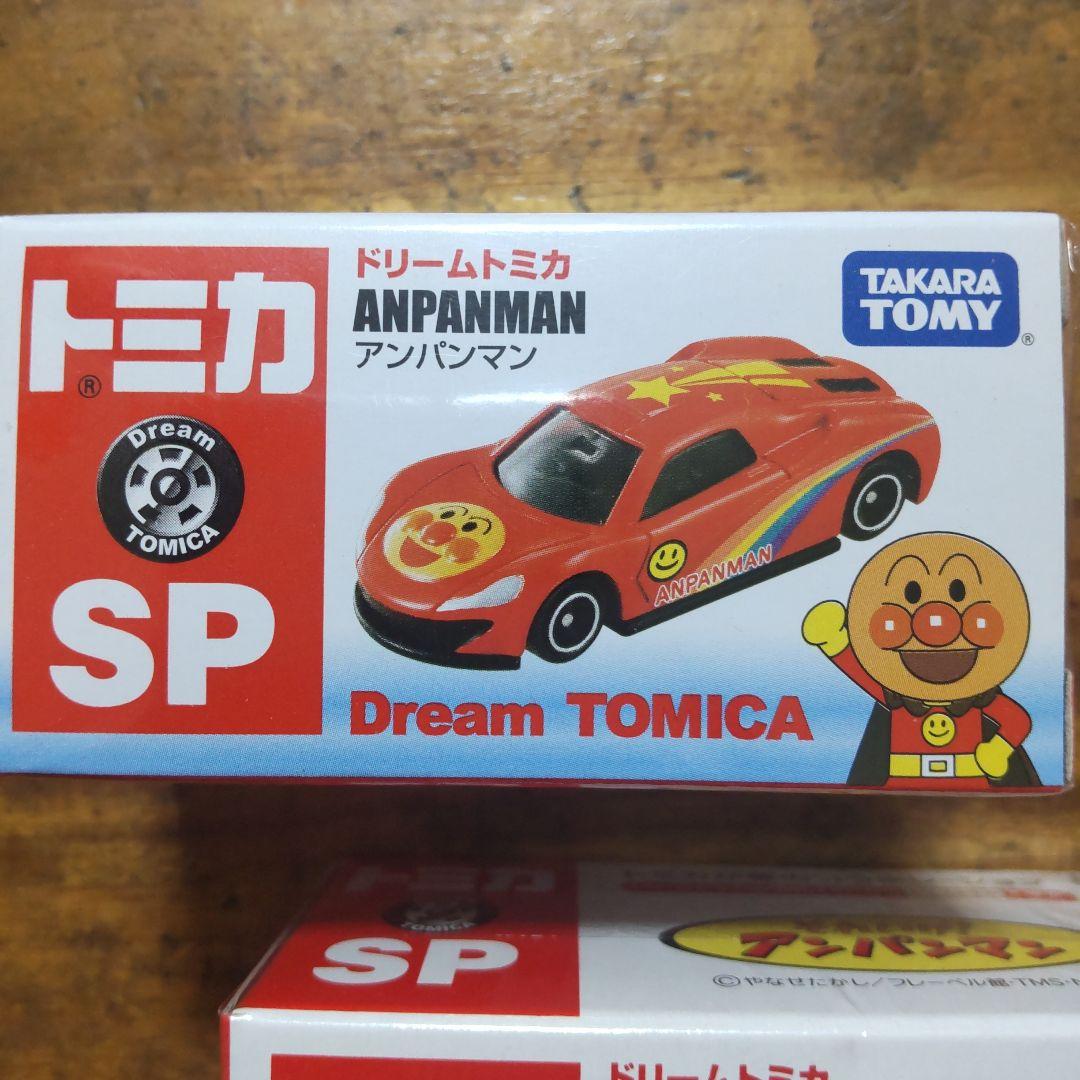 トミカ
®
Dream
TOMICA
SP
ドリームトミカ
ANPANMAN
アンパンマン
TAKARA
TOMY
®
ANPANMAN
Dream TOMICA
トミカ
TOMICA
SP
アンパンマン
©やなせたかし/フレーベル館・TMS・N
ドリームトミカ